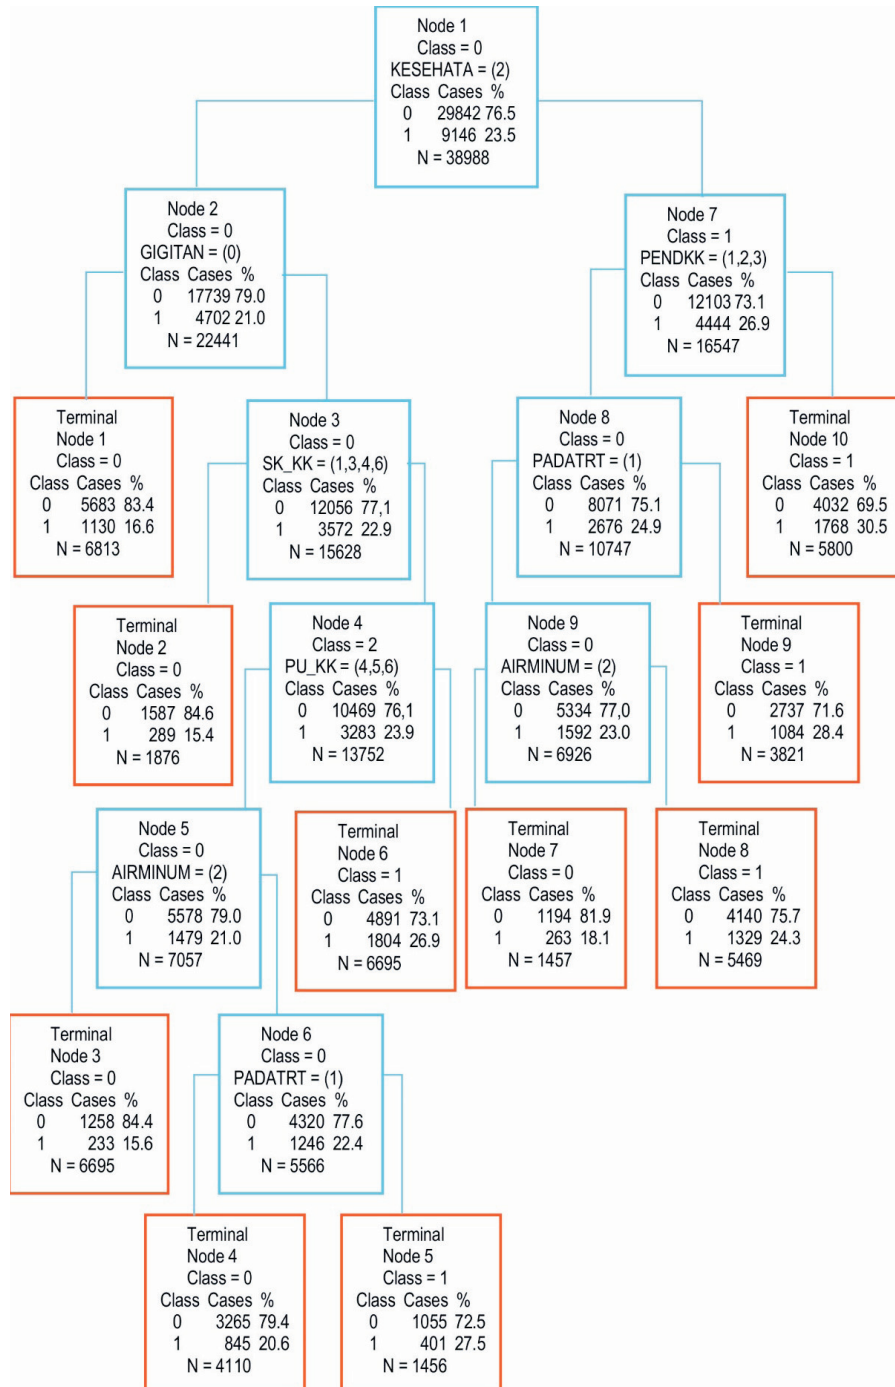 Node 1
Class = 0
KESEHATA = (2)
Class Cases %
0 29842 76.5
1 9146 23.5
N = 38988
Node 2
Class = 0
GIGITAN = (0)
Class Cases %
0 17739 79.0
1 4702 21.0
N = 22441
Node 7
Class = 1
PENDKK = (1,2,3)
Class Cases %
0 12103 73.1
1 4444 26.9
N = 16547
Terminal
Node 1
Class = 0
Class Cases %
0 5683 83.4
1 1130 16.6
N = 6813
Node 3
Class = 0
SK_KK = (1,3,4,6)
Class Cases %
0 12056 77,1
1 3572 22.9
N = 15628
Node 8
Class = 0
PADATRT = (1)
Class Cases %
0 8071 75.1
1 2676 24.9
N = 10747
Terminal
Node 10
Class = 1
Class Cases %
0 4032 69.5
1 1768 30.5
N = 5800
Terminal
Node 2
Class = 0
Class Cases %
0 1587 84.6
1 289 15.4
N = 1876
Node 4
Class = 2
PU_KK = (4,5,6)
Class Cases %
0 10469 76,1
1 3283 23.9
N = 13752
Node 9
Class = 0
AIRMINUM = (2)
Class Cases %
0 5334 77,0
1 1592 23.0
N = 6926
Terminal
Node 9
Class = 1
Class Cases %
0 2737 71.6
1 1084 28.4
N = 3821
Node 5
Class = 0
AIRMINUM = (2)
Class Cases %
0 5578 79.0
1 1479 21.0
N = 7057
Terminal
Node 6
Class = 1
Class Cases %
0 4891 73.1
1 1804 26.9
N = 6695
Terminal
Node 7
Class = 0
Class Cases %
0 1194 81.9
1 263 18.1
N = 1457
Terminal
Node 8
Class = 1
Class Cases %
0 4140 75.7
1 1329 24.3
N = 5469
Terminal
Node 3
Class = 0
Class Cases %
0 1258 84.4
1 233 15.6
N = 6695
Node 6
Class = 0
PADATRT = (1)
Class Cases %
0 4320 77.6
1 1246 22.4
N = 5566
Terminal
Node 4
Class = 0
Class Cases %
0 3265 79.4
1 845 20.6
N = 4110
Terminal
Node 5
Class = 1
Class Cases %
0 1055 72.5
1 401 27.5
N = 1456